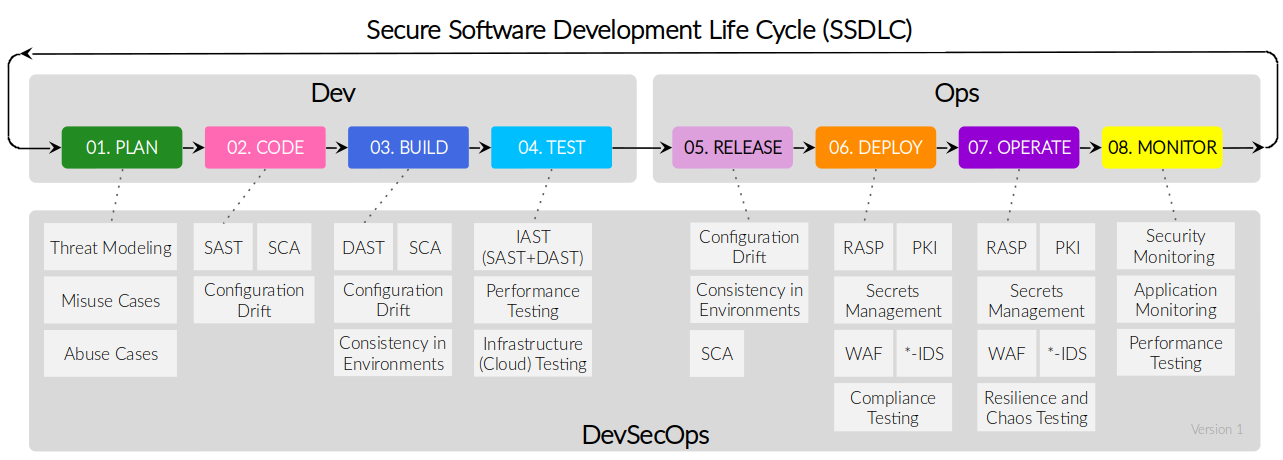 Secure Software Development Life Cycle (SSDLC)
Dev
Ops
01. PLAN
02. CODE
03. BUILD
04. TEST
05. RELEASE
06. DEPLOY
07. OPERATE
08. MONITOR
Threat Modeling
Misuse Cases
Abuse Cases
SAST
SCA
Configuration
Drift
DAST
SCA
Configuration
Drift
Consistency in
Environments
IAST
(SAST+DAST)
Performance
Testing
Infrastructure
(Cloud) Testing
Configuration
Drift
Consistency in
Environments
SCA
RASP
PKI
Secrets
Management
WAF
*-IDS
Compliance
Testing
RASP
PKI
Secrets
Management
WAF
*-IDS
Resilience and
Chaos Testing
Security
Monitoring
Application
Monitoring
Performance
Testing
DevSecOps
Version 1